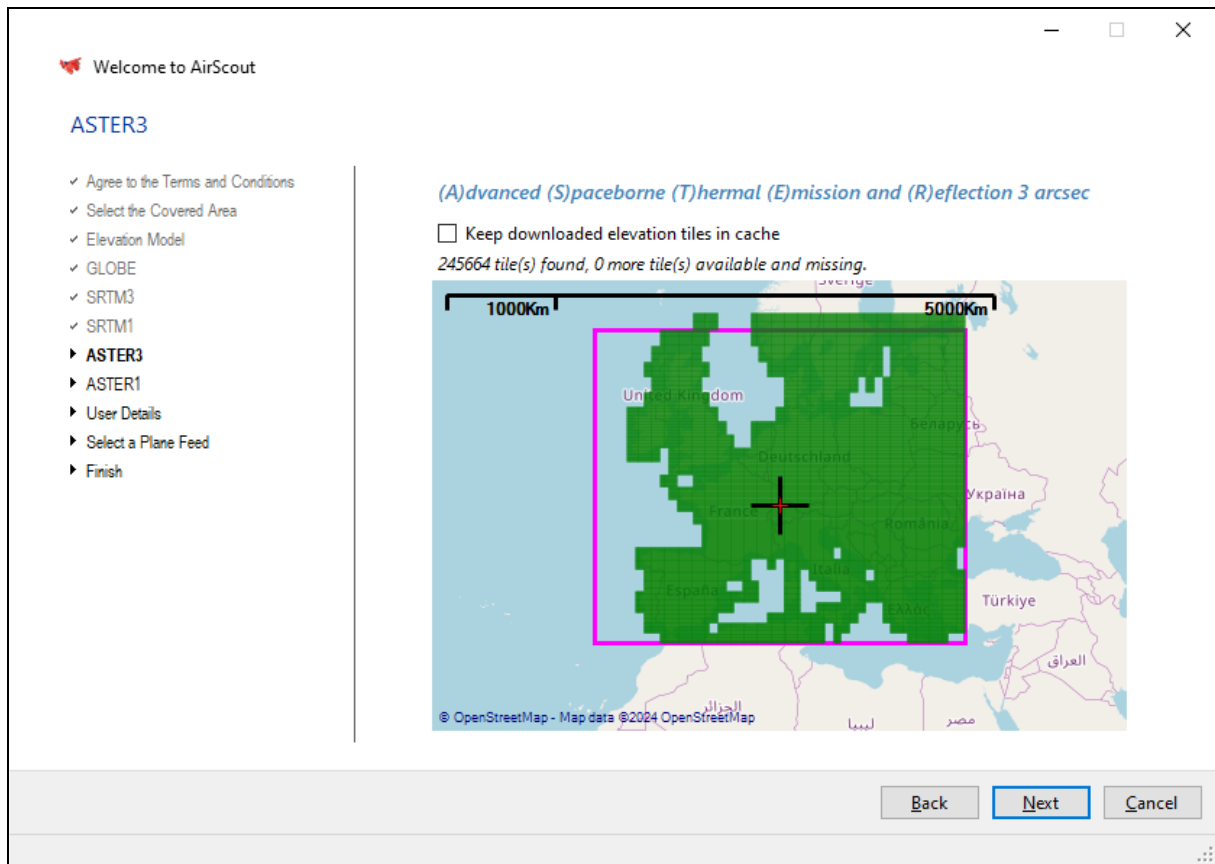 Welcome to AirScout
ASTER3
Agree to the Terms and Conditions
Select the Covered Area
Elevation Model
GLOBE
SRTM3
SRTM1
ASTER3
ASTER1
User Details
Select a Plane Feed
Finish
(A)dvanced (S)paceborne (T)hermal (E)mission and (R)eflection 3 arcsec
Keep downloaded elevation tiles in cache
245664 tile(s) found, 0 more tile(s) available and missing.
Sverige
1000Km
5000Km
United Kingdom
Беларусь
Deutschland
Україна
France
România
Italia
España
Ελλάς
Türkiye
العراق
الجزائر
ليبيا
مصر
© OpenStreetMap - Map data ©2024 OpenStreetMap
Back
Next
Cancel